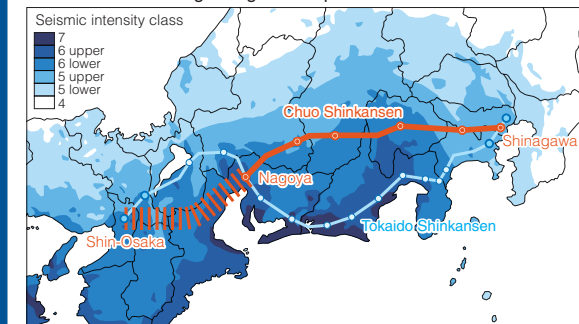 Seismic intensity class
7
6 upper
6 lower
5 upper
5 lower
4
Chuo Shinkansen
Shinagawa
Nagoya
Tokaido Shinkansen
Shin-Osaka